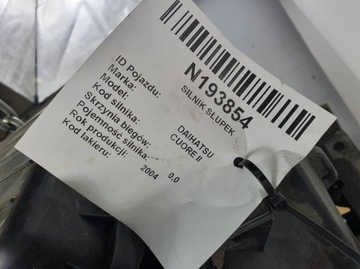 N193854
SILNIK SŁUPEK
ID Pojazdu:
Marka: DAIHATSU
Model: CUORE II
Kod silnika:
Skrzynia biegów:
Pojemność silnika: 0,0
Rok produkcji: 2004
Kod lakieru: